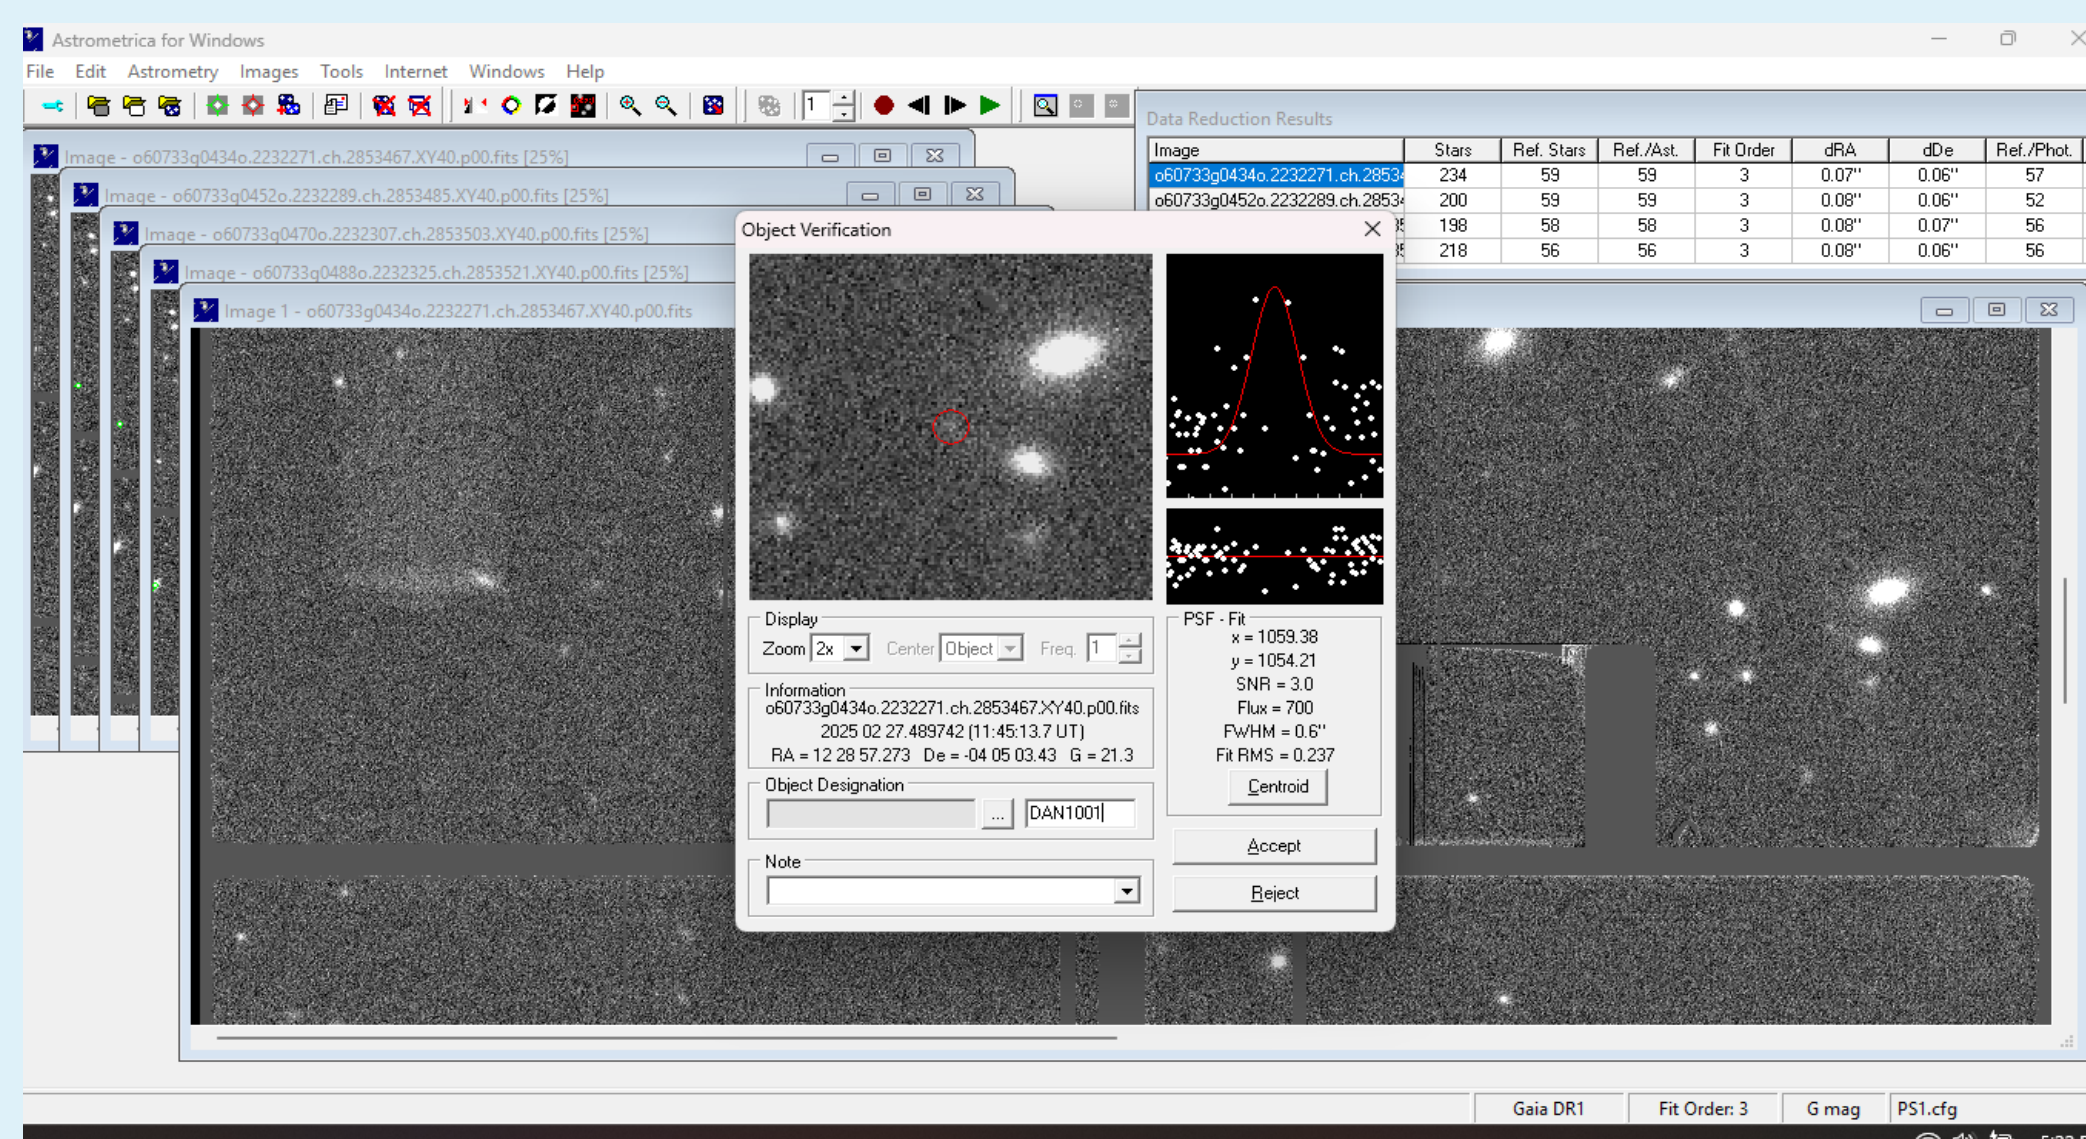 Astrometrica for Windows
File Edit Astrometry Images Tools Internet Windows Help
1
Data Reduction Results
Image Stars Ref. Stars Ref./Ast. Fit Order dRA dDe Ref./Phot.
o60733g0434o.2232271.ch.28534 234 59 59 3 0.07'' 0.06'' 57
o60733g0452o.2232289.ch.28534 200 59 59 3 0.08'' 0.06'' 52
198 58 58 3 0.08'' 0.07'' 56
218 56 56 3 0.08'' 0.06'' 56
Image - o60733g0434o.2232271.ch.2853467.XY40.p00.fits [25%]
Image - o60733g0452o.2232289.ch.2853485.XY40.p00.fits [25%]
Image - o60733g0470o.2232307.ch.2853503.XY40.p00.fits [25%]
Image - o60733g0488o.2232325.ch.2853521.XY40.p00.fits [25%]
Image 1 - o60733g0434o.2232271.ch.2853467.XY40.p00.fits
Object Verification
Display
Zoom 2x Center Object Freq. 1
Information
o60733g0434o.2232271.ch.2853467.XY40.p00.fits
2025 02 27.489742 (11:45:13.7 UT)
RA = 12 28 57.273 De = -04 05 03.43 G = 21.3
Object Designation
... DAN1001
Note
PSF - Fit
x = 1059.38
y = 1054.21
SNR = 3.0
Flux = 700
FWHM = 0.6''
Fit RMS = 0.237
Centroid
Accept
Reject
Gaia DR1 Fit Order: 3 G mag PS1.cfg